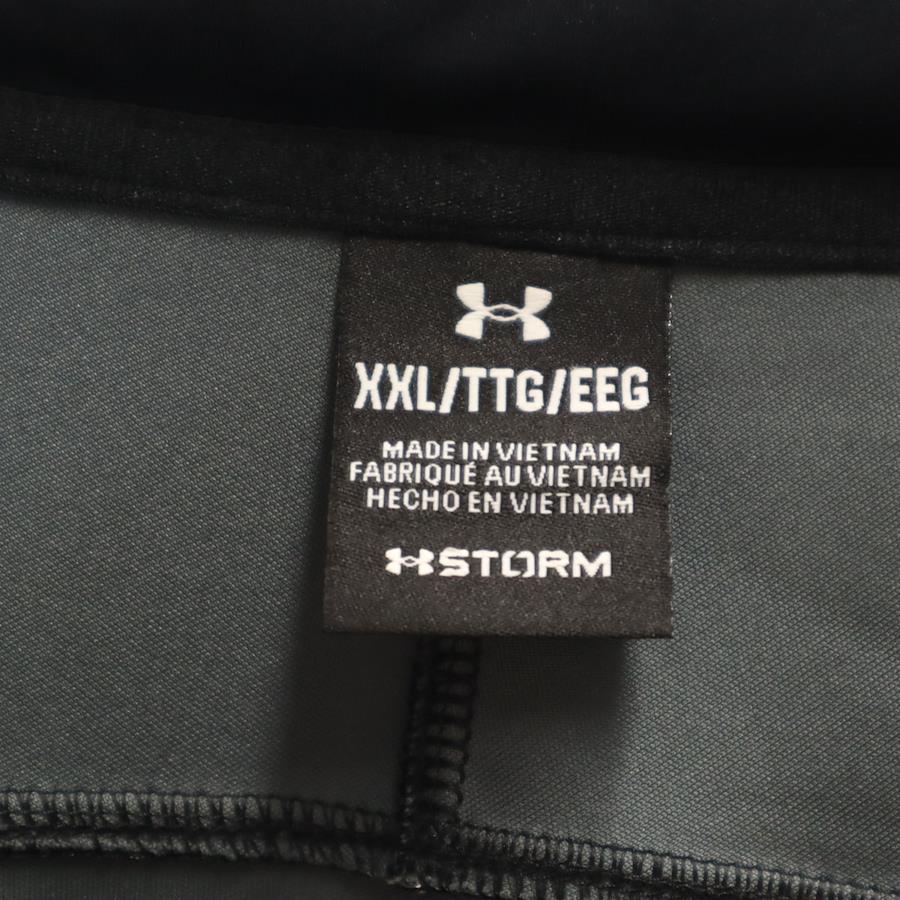 XXL/TTG/EEG
MADE IN VIETNAM
FABRIQUÉ AU VIETNAM
HECHO EN VIETNAM
STORM